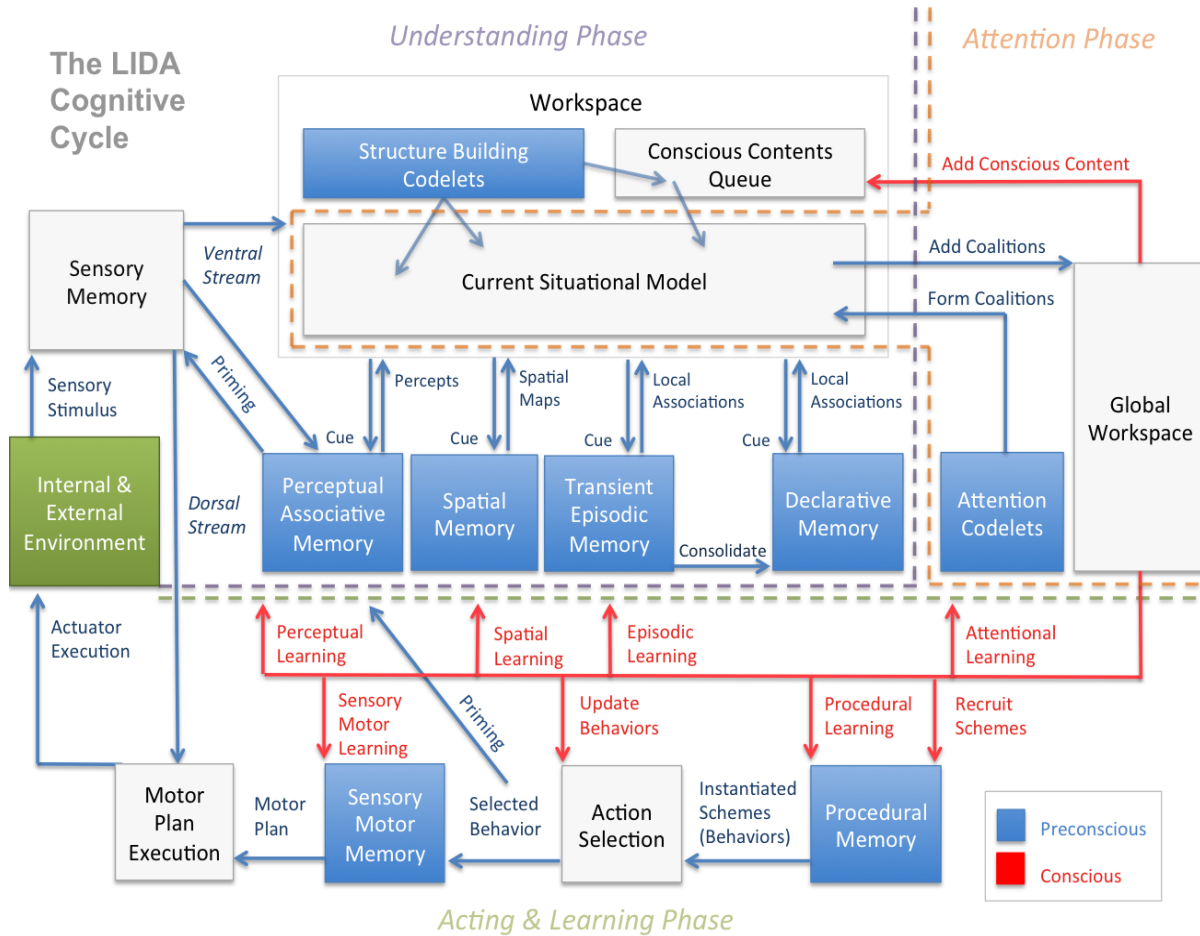 The LIDA
Cognitive
Cycle
Understanding Phase
Attention Phase
Workspace
Structure Building
Codelets
Conscious Contents
Queue
Add Conscious Content
Sensory
Memory
Ventral
Stream
Current Situational Model
Add Coalitions
Form Coalitions
Sensory
Stimulus
Priming
Cue
Percepts
Cue
Spatial
Maps
Cue
Local
Associations
Cue
Local
Associations
Global
Workspace
Internal &
External
Environment
Dorsal
Stream
Perceptual
Associative
Memory
Spatial
Memory
Transient
Episodic
Memory
Consolidate
Declarative
Memory
Attention
Codelets
Actuator
Execution
Perceptual
Learning
Spatial
Learning
Episodic
Learning
Attentional
Learning
Sensory
Motor
Learning
Priming
Update
Behaviors
Procedural
Learning
Recruit
Schemes
Motor
Plan
Execution
Motor
Plan
Sensory
Motor
Memory
Selected
Behavior
Action
Selection
Instantiated
Schemes
(Behaviors)
Procedural
Memory
Preconscious
Conscious
Acting & Learning Phase